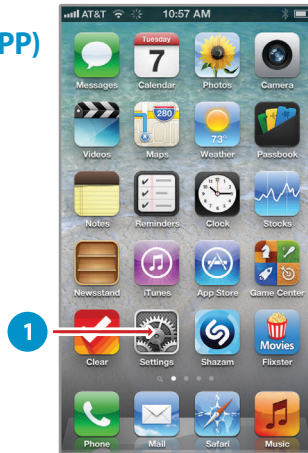 PP)
AT&T 10:57 AM
Tuesday
7
280
73°
Messages Calendar Photos Camera
Videos Maps Weather Passbook
Notes Reminders Clock Stocks
Newsstand iTunes App Store Game Center
1
Movies
Clear Settings Shazam Flixster
Phone Mail Safari Music